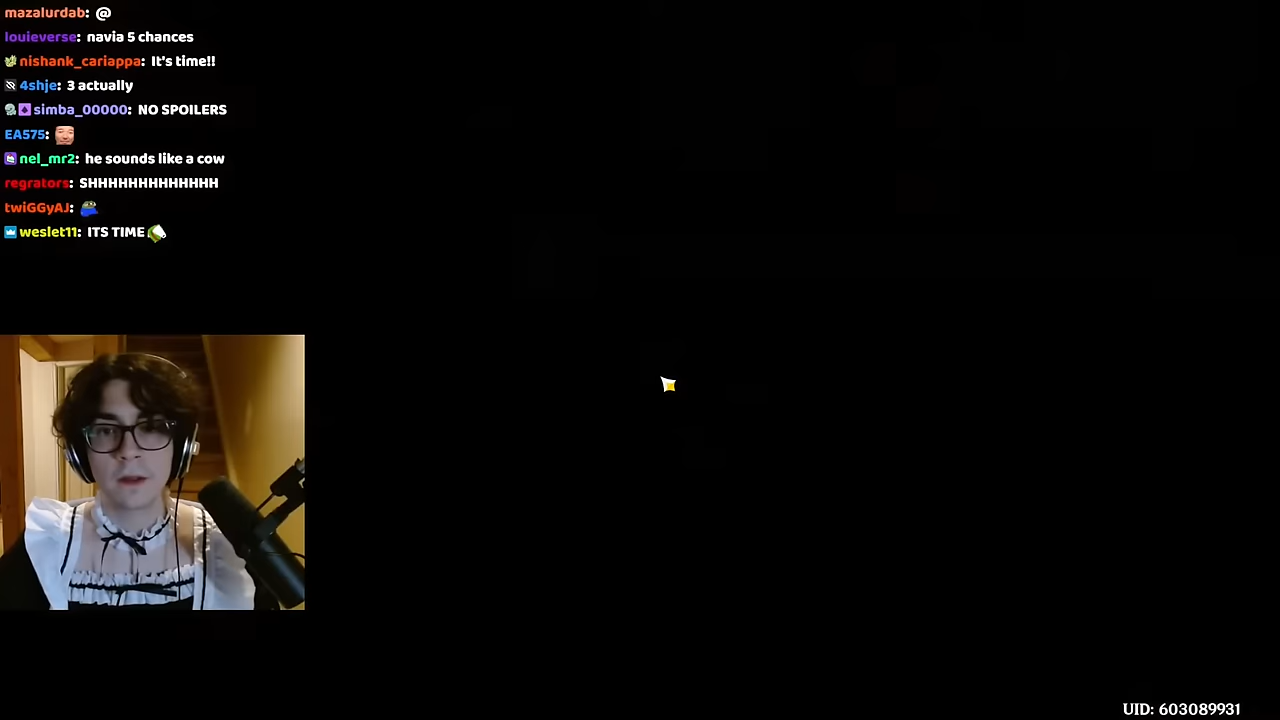 mazalurdab: @
louieverse: navia 5 chances
nishank_cariappa: It's time!!
4shje: 3 actually
simba_00000: NO SPOILERS
EA575:
nel_mr2: he sounds like a cow
regrators: SHHHHHHHHHHHHH
twiGGyAJ:
weslet11: ITS TIME
UID: 603089931